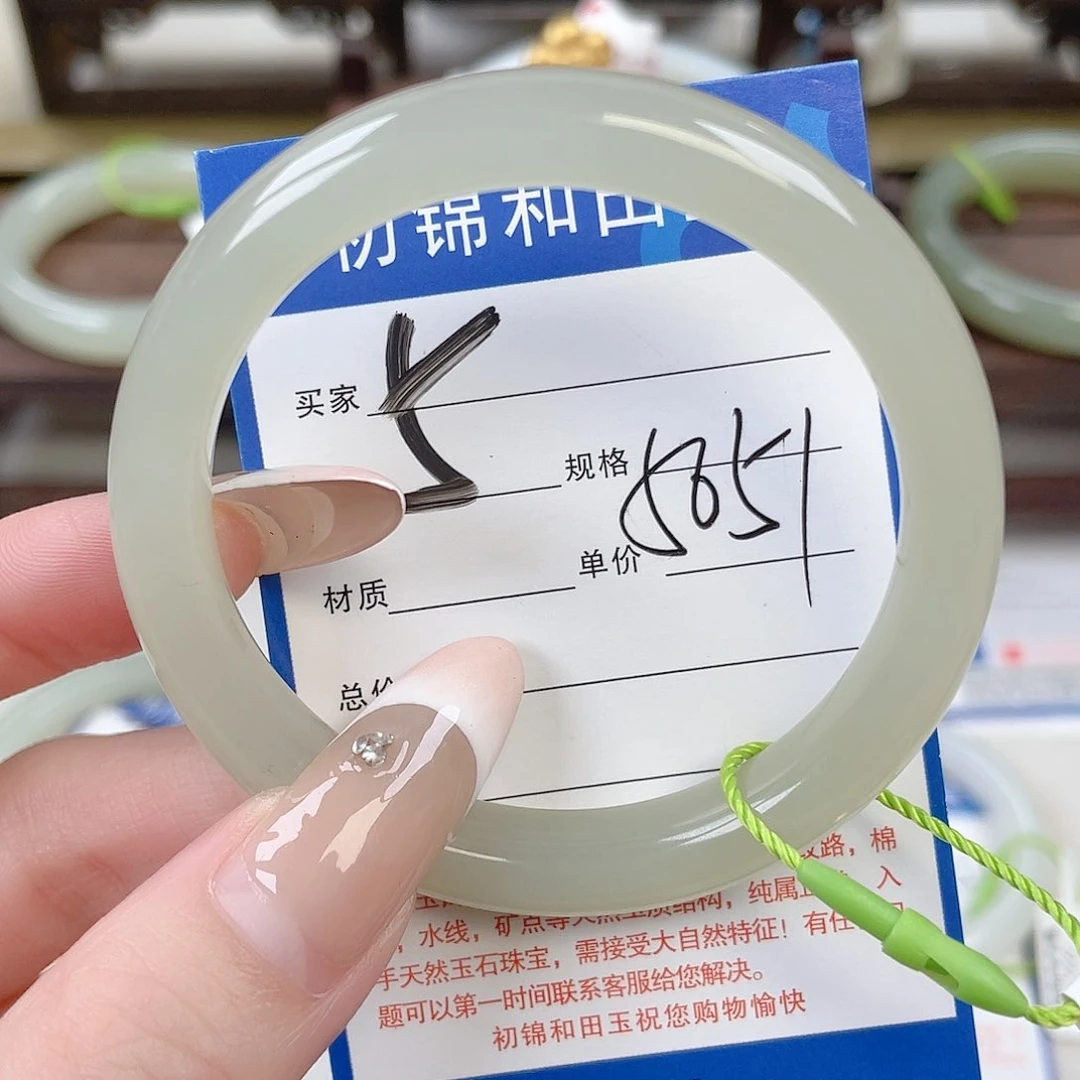 初锦和田
买家
5
规格
单价
材质
总价
路，棉
水线，矿点等天然玉质结构，纯属正 入
手天然玉石珠宝，需接受大自然特征！有任
题可以第一时间联系客服给您解决。
初锦和田玉祝您购物愉快